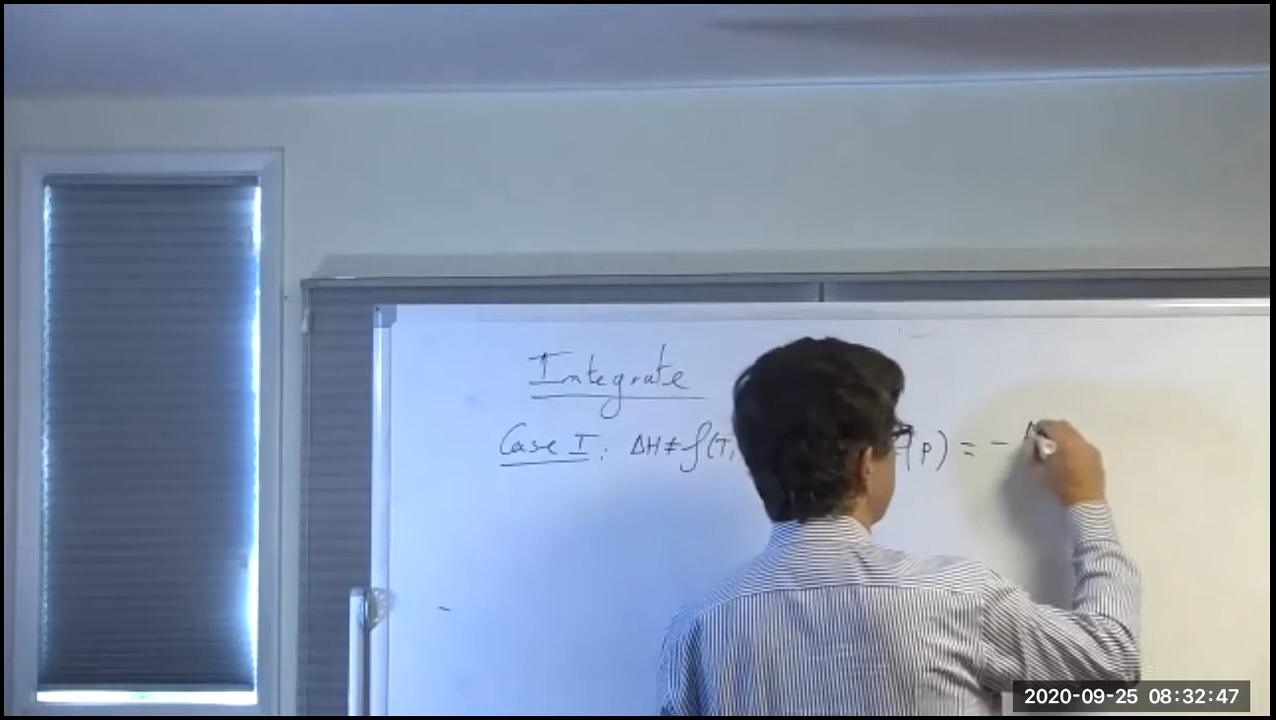 Integrate
Case I: ΔH ≠ f(T, (p) = -
2020-09-25 08:32:47